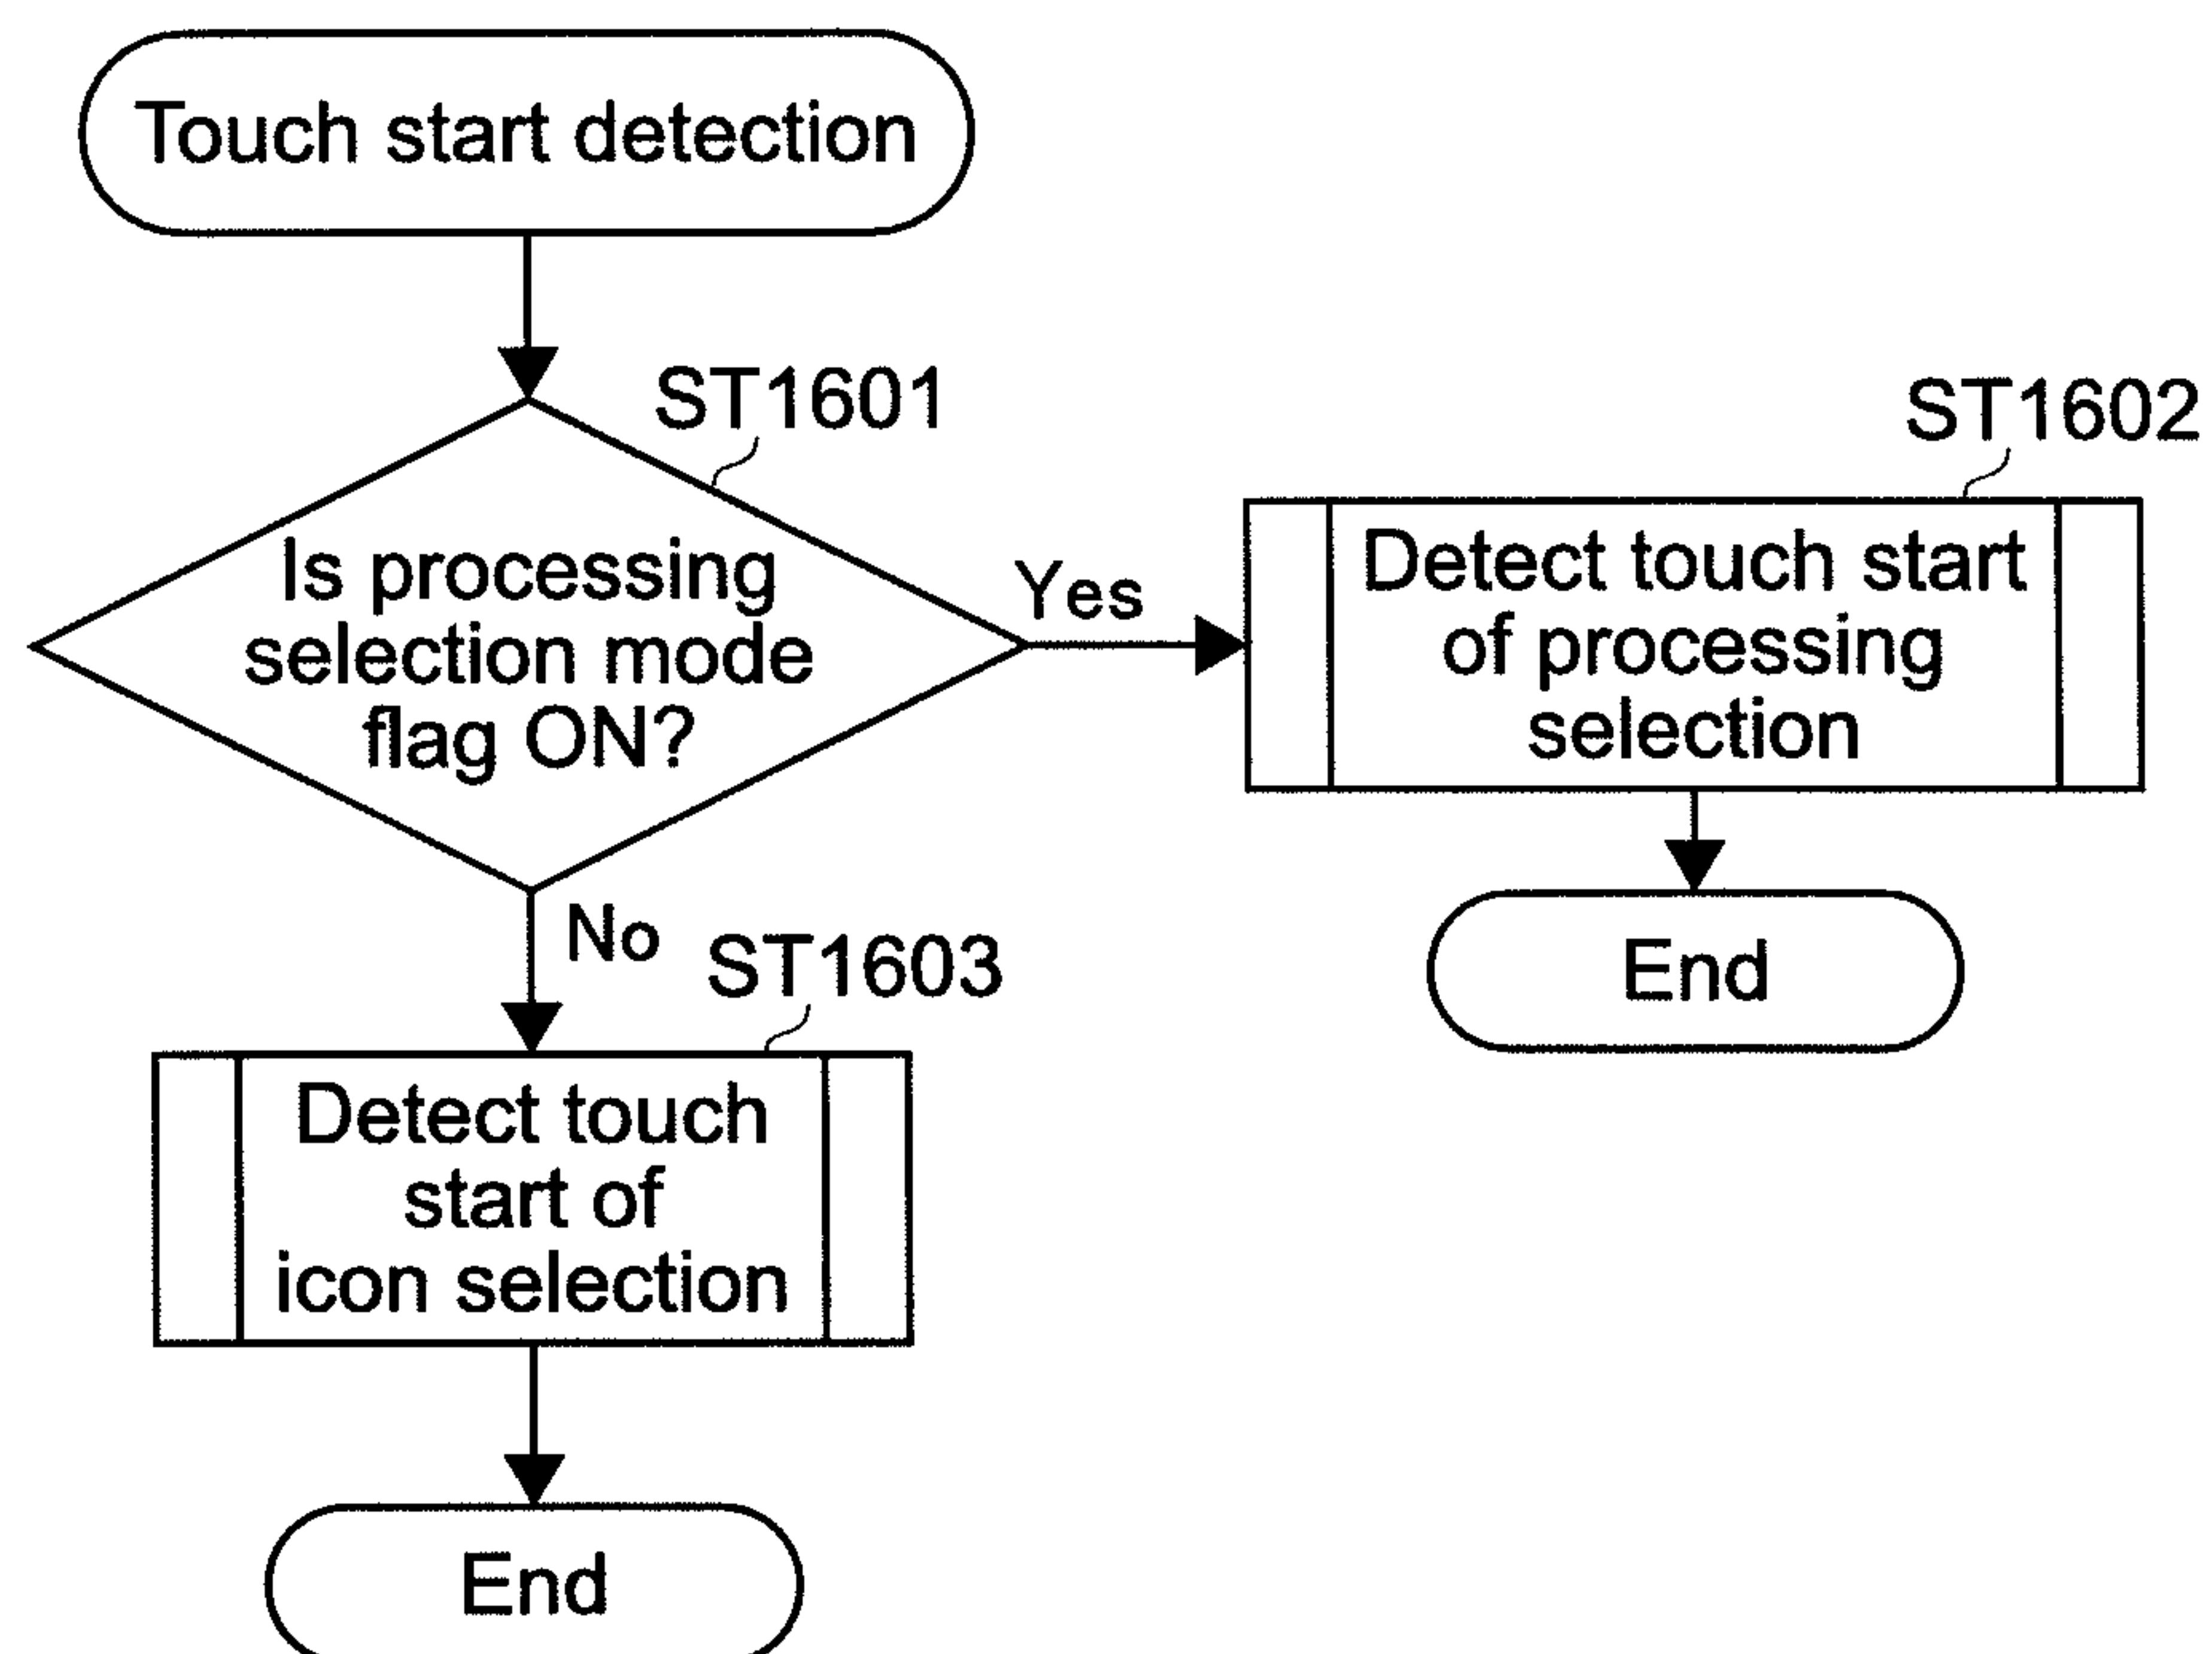 Touch start detection
ST1601
Is processing
selection mode
flag ON?
Yes
ST1602
Detect touch start
of processing
selection
End
No
ST1603
Detect touch
start of
icon selection
End